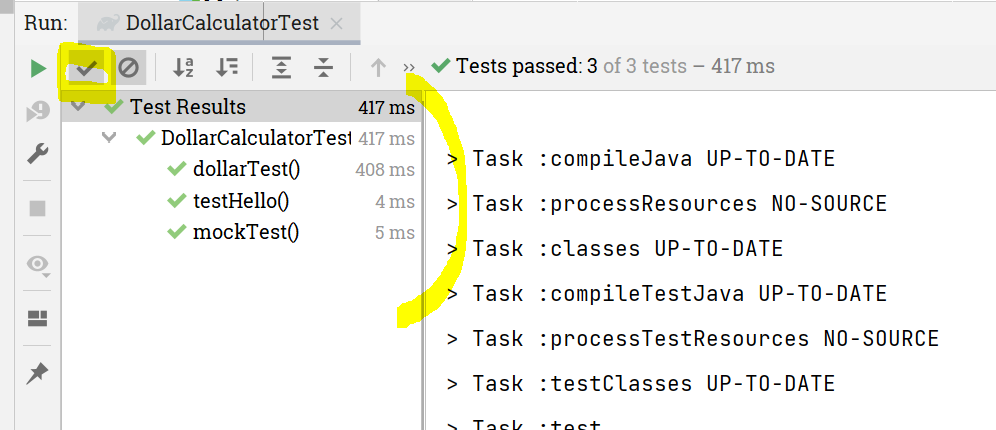 Run: DollarCalculatorTest
Tests passed: 3 of 3 tests – 417 ms
Test Results 417 ms
DollarCalculatorTest 417 ms
dollarTest() 408 ms
testHello() 4 ms
mockTest() 5 ms
> Task :compileJava UP-TO-DATE
> Task :processResources NO-SOURCE
> Task :classes UP-TO-DATE
> Task :compileTestJava UP-TO-DATE
> Task :processTestResources NO-SOURCE
> Task :testClasses UP-TO-DATE
> Task :test